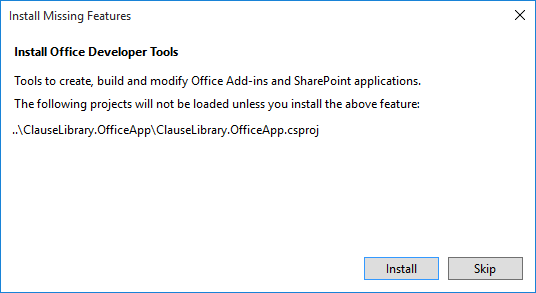 Install Missing Features
Install Office Developer Tools
Tools to create, build and modify Office Add-ins and SharePoint applications.
The following projects will not be loaded unless you install the above feature:
..\ClauseLibrary.OfficeApp\ClauseLibrary.OfficeApp.csproj
Install
Skip